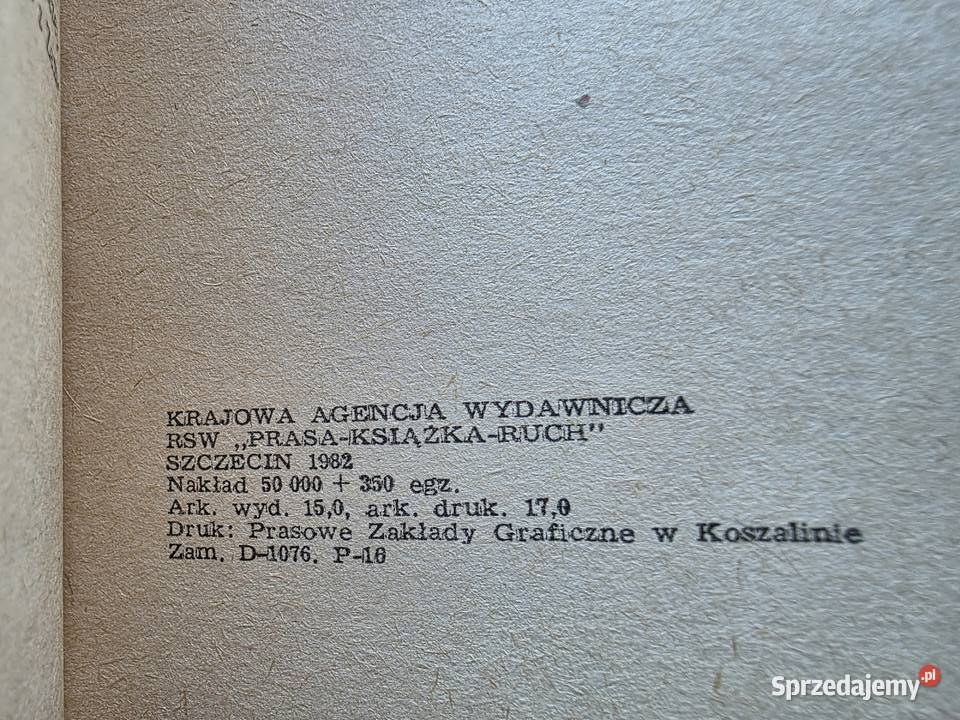 KRAJOWA AGENCJA WYDAWNICZA
RSW „PRASA-KSIĄŻKA-RUCH”
SZCZECIN 1982
Nakład 50 000 + 350 egz.
Ark. wyd. 15,0, ark. druk. 17,0
Druk: Prasowe Zakłady Graficzne w Koszalinie
Zam. D-1076. P-16
Sprzedajemy.pl